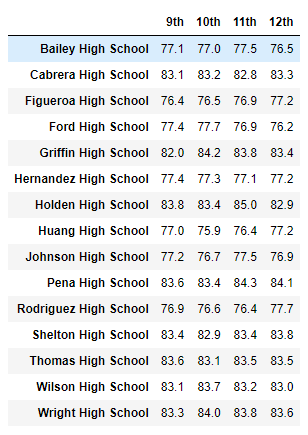 9th 10th 11th 12th
Bailey High School 77.1 77.0 77.5 76.5
Cabrera High School 83.1 83.2 82.8 83.3
Figueroa High School 76.4 76.5 76.9 77.2
Ford High School 77.4 77.7 76.9 76.2
Griffin High School 82.0 84.2 83.8 83.4
Hernandez High School 77.4 77.3 77.1 77.2
Holden High School 83.8 83.4 85.0 82.9
Huang High School 77.0 75.9 76.4 77.2
Johnson High School 77.2 76.7 77.5 76.9
Pena High School 83.6 83.4 84.3 84.1
Rodriguez High School 76.9 76.6 76.4 77.7
Shelton High School 83.4 82.9 83.4 83.8
Thomas High School 83.6 83.1 83.5 83.5
Wilson High School 83.1 83.7 83.2 83.0
Wright High School 83.3 84.0 83.8 83.6